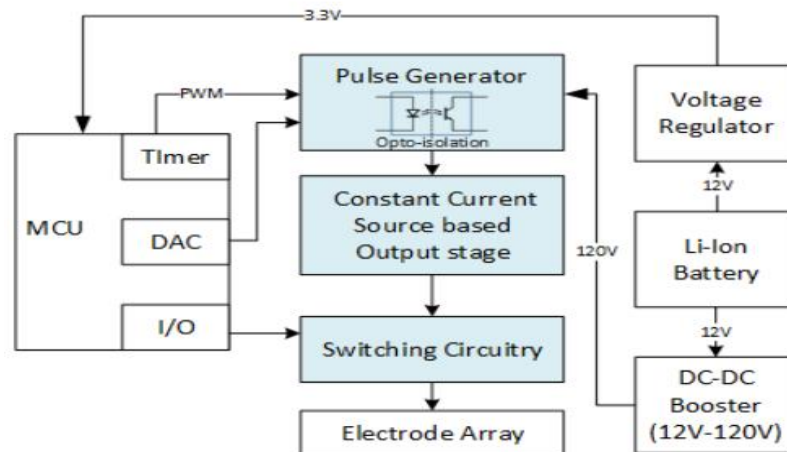 3.3V
Pulse Generator
PWM
Opto-isolation
Voltage
Regulator
TImer
MCU
DAC
I/O
Constant Current
Source based
Output stage
120V
12V
Li-Ion
Battery
12V
Switching Circuitry
DC-DC
Booster
(12V-120V)
Electrode Array